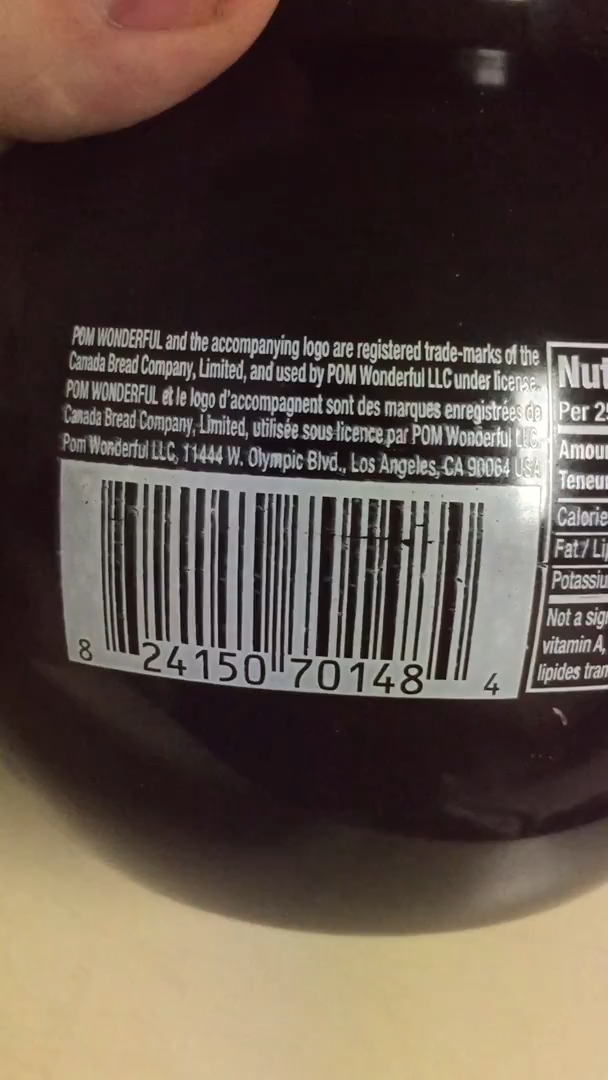 POM WONDERFUL and the accompanying logo are registered trade-marks of the
Canada Bread Company, Limited, and used by POM Wonderful LLC under license.
POM WONDERFUL et le logo d'accompagnent sont des marques enregistrées de
Canada Bread Company, Limited, utilisée sous licence par POM Wonderful LLC.
Pom Wonderful LLC, 11444 W. Olympic Blvd., Los Angeles, CA 90064 USA
8 24150 70148 4
Nut
Per 2
Amou
Teneu
Calorie
Fat / Li
Potassiu
Not a sig
vitamin A,
lipides tran